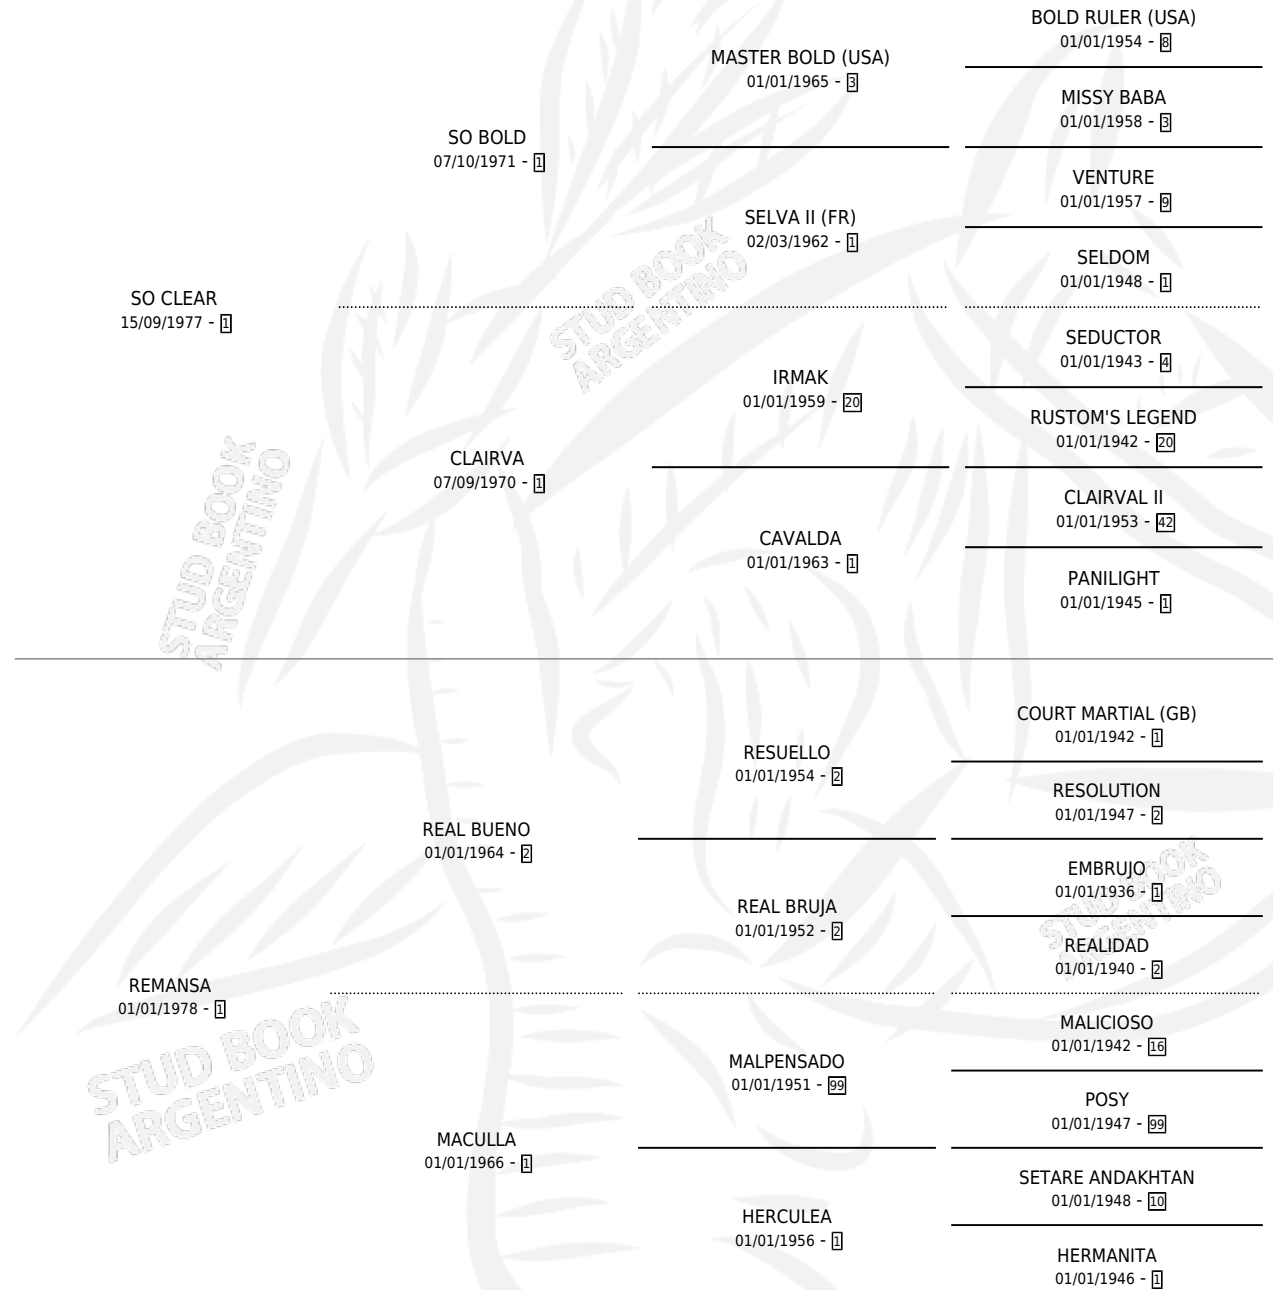 BOLD RULER (USA)
01/01/1954 - 8
MASTER BOLD (USA)
01/01/1965 - 3
MISSY BABA
01/01/1958 - 3
SO BOLD
07/10/1971 - 1
VENTURE
01/01/1957 - 9
SELVA II (FR)
02/03/1962 - 1
SELDOM
01/01/1948 - 1
SO CLEAR
15/09/1977 - 1
SEDUCTOR
01/01/1943 - 4
IRMAK
01/01/1959 - 20
RUSTOM'S LEGEND
01/01/1942 - 20
CLAIRVA
07/09/1970 - 1
CLAIRVAL II
01/01/1953 - 42
CAVALDA
01/01/1963 - 1
PANILIGHT
01/01/1945 - 1
COURT MARTIAL (GB)
01/01/1942 - 1
RESUELLO
01/01/1954 - 2
RESOLUTION
01/01/1947 - 2
REAL BUENO
01/01/1964 - 2
EMBRUJO
01/01/1936 - 1
REAL BRUJA
01/01/1952 - 2
REALIDAD
01/01/1940 - 2
REMANSA
01/01/1978 - 1
MALICIOSO
01/01/1942 - 16
MALPENSADO
01/01/1951 - 99
POSY
01/01/1947 - 99
MACULLA
01/01/1966 - 1
SETARE ANDAKHTAN
01/01/1948 - 10
HERCULEA
01/01/1956 - 1
HERMANITA
01/01/1946 - 1
STUD BOOK
ARGENTINO
STUD BOOK
ARGENTINO
STUD BOOK
ARGENTINO
STUD BOOK
ARGENTINO